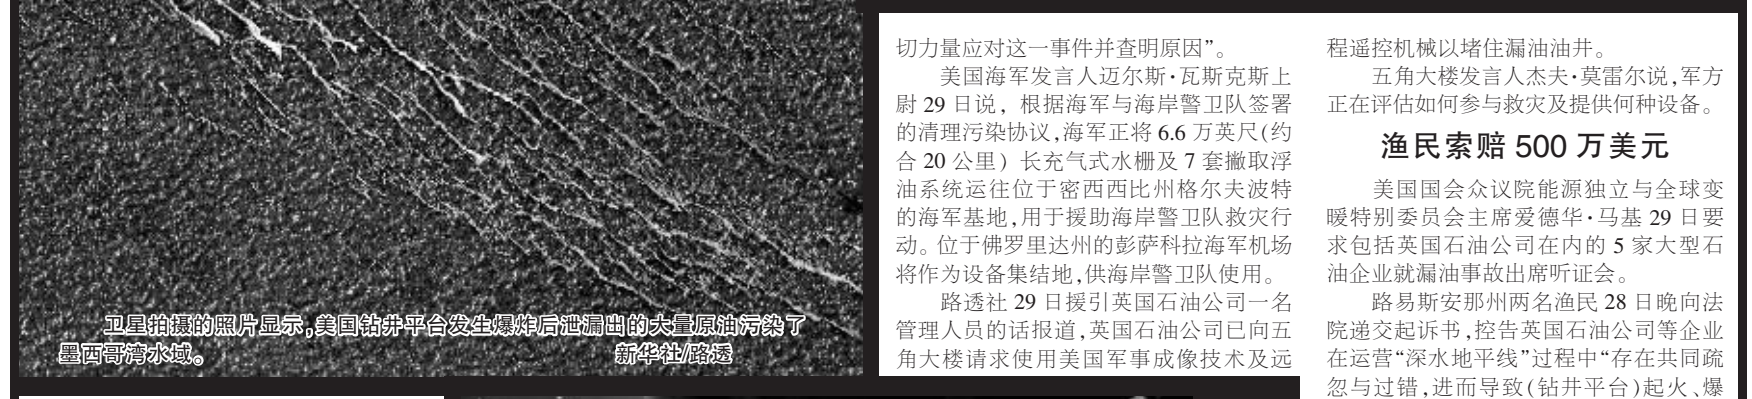 卫星拍摄的照片显示,美国钻井平台发生爆炸后泄漏出的大量原油污染了
墨西哥湾水域。 新华社/路透
切力量应对这一事件并查明原因”。
美国海军发言人迈尔斯·瓦斯克斯上
尉 29 日说，根据海军与海岸警卫队签署
的清理污染协议,海军正将 6.6 万英尺(约
合 20 公里）长充气式水栅及 7 套撇取浮
油系统运往位于密西西比州格尔夫波特
的海军基地,用于援助海岸警卫队救灾行
动。位于佛罗里达州的彭萨科拉海军机场
将作为设备集结地,供海岸警卫队使用。
路透社 29 日援引英国石油公司一名
管理人员的话报道,英国石油公司已向五
角大楼请求使用美国军事成像技术及远
程遥控机械以堵住漏油油井。
五角大楼发言人杰夫·莫雷尔说,军方
正在评估如何参与救灾及提供何种设备。
渔民索赔 500 万美元
美国国会众议院能源独立与全球变
暖特别委员会主席爱德华·马基 29 日要
求包括英国石油公司在内的 5 家大型石
油企业就漏油事故出席听证会。
路易斯安那州两名渔民 28 日晚向法
院递交起诉书,控告英国石油公司等企业
在运营“深水地平线”过程中“存在共同疏
忽与过错,进而导致(钻井平台)起火、爆